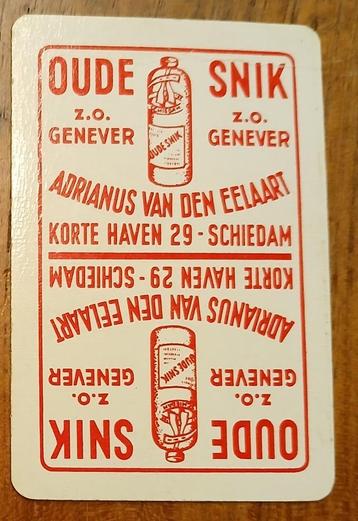 OUDE SNIK
Z.O. Z.O.
GENEVER GENEVER
OUDE SNIK
ADRIANUS VAN DEN EELAART
KORTE HAVEN 29 - SCHIEDAM
KORTE HAVEN 29 - SCHIEDAM
ADRIANUS VAN DEN EELAART
OUDE SNIK
GENEVER GENEVER
Z.O. Z.O.
OUDE SNIK